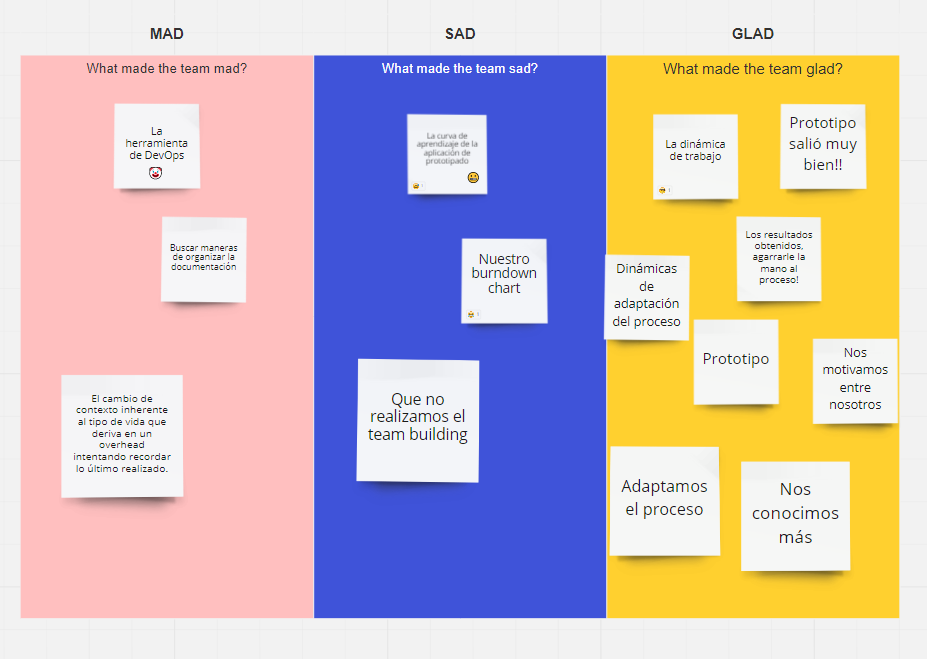 MAD
What made the team mad?
La
herramienta
de DevOps
Buscar maneras
de organizar la
documentación
El cambio de
contexto inherente
al tipo de vida que
deriva en un
overhead
intentando recordar
lo último realizado.
SAD
What made the team sad?
La curva de
aprendizaje de la
aplicación de
prototipado
1
Nuestro
burndown
chart
1
Que no
realizamos el
team building
GLAD
What made the team glad?
La dinámica
de trabajo
1
Prototipo
salió muy
bien!!
Los resultados
obtenidos,
agarrarle la
mano al
proceso!
Dinámicas
de
adaptación
del proceso
Prototipo
Nos
motivamos
entre
nosotros
Adaptamos
el proceso
Nos
conocimos
más